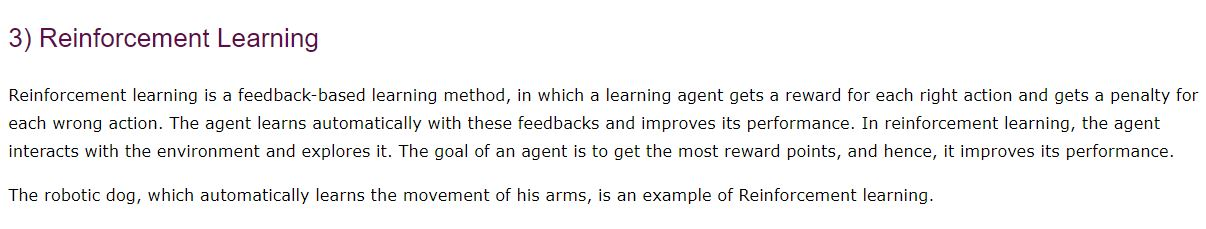 3) Reinforcement Learning
Reinforcement learning is a feedback-based learning method, in which a learning agent gets a reward for each right action and gets a penalty for
each wrong action. The agent learns automatically with these feedbacks and improves its performance. In reinforcement learning, the agent
interacts with the environment and explores it. The goal of an agent is to get the most reward points, and hence, it improves its performance.
The robotic dog, which automatically learns the movement of his arms, is an example of Reinforcement learning.